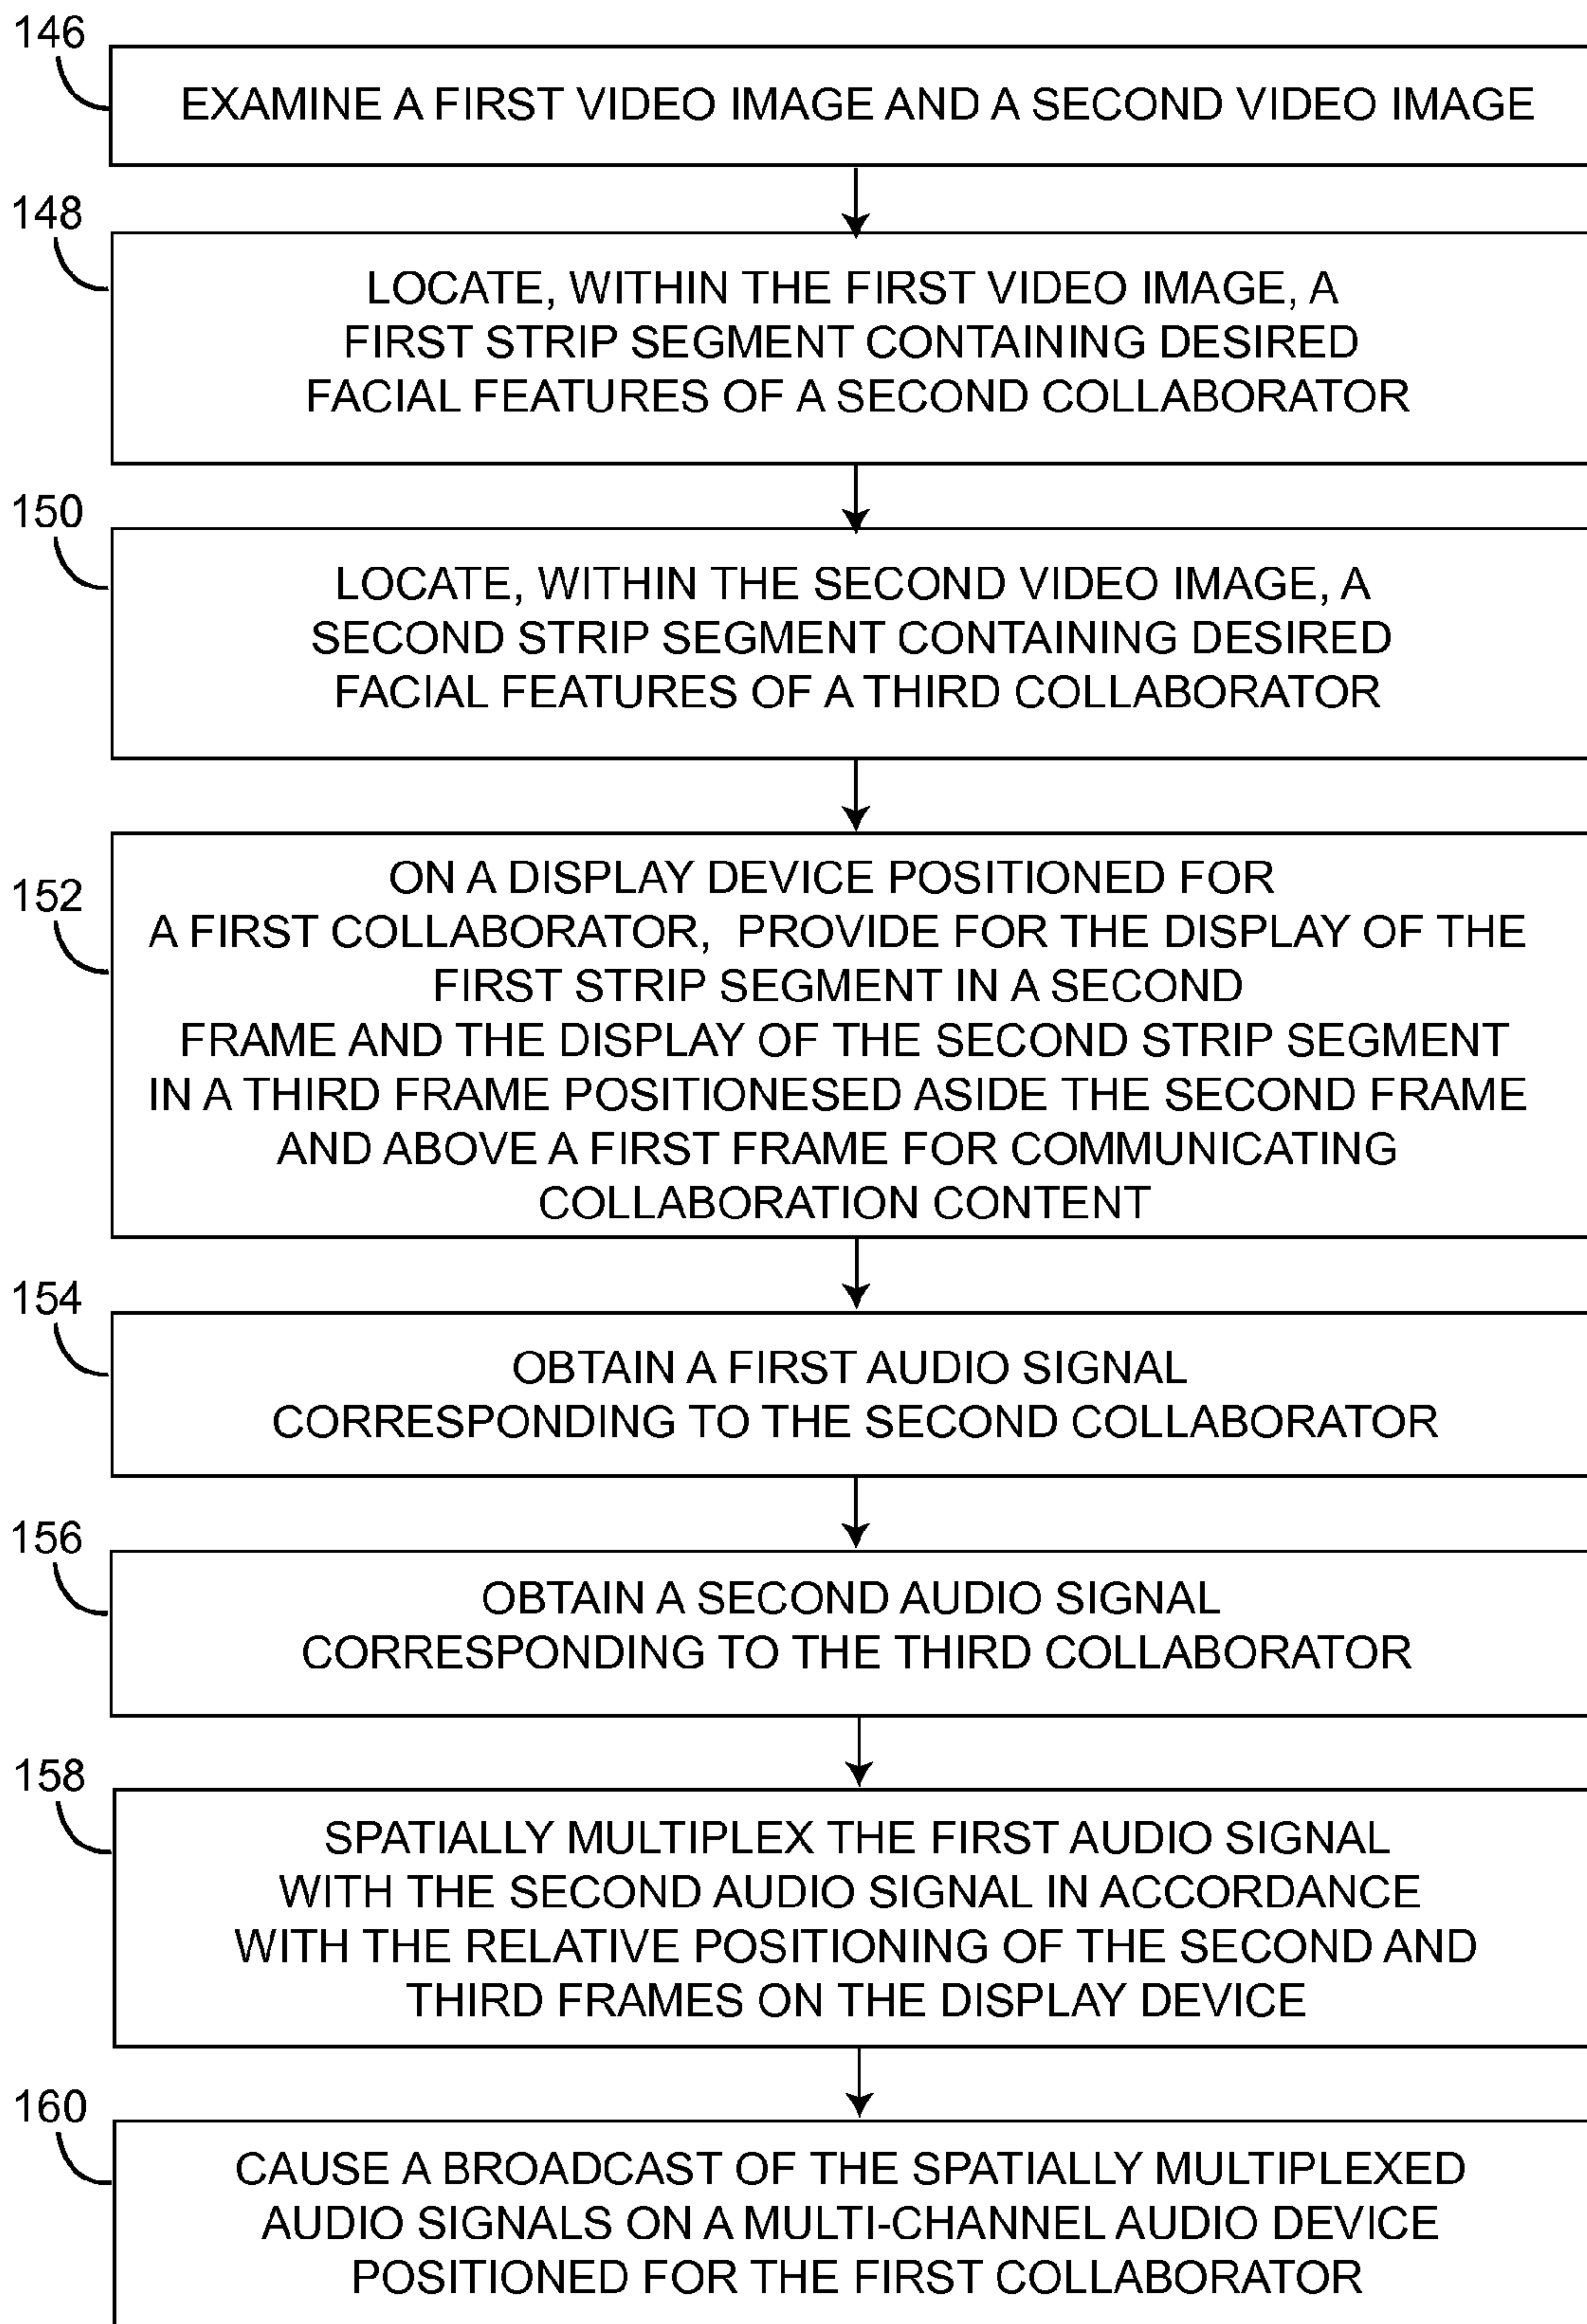 146
EXAMINE A FIRST VIDEO IMAGE AND A SECOND VIDEO IMAGE
148
LOCATE, WITHIN THE FIRST VIDEO IMAGE, A
FIRST STRIP SEGMENT CONTAINING DESIRED
FACIAL FEATURES OF A SECOND COLLABORATOR
150
LOCATE, WITHIN THE SECOND VIDEO IMAGE, A
SECOND STRIP SEGMENT CONTAINING DESIRED
FACIAL FEATURES OF A THIRD COLLABORATOR
152
ON A DISPLAY DEVICE POSITIONED FOR
A FIRST COLLABORATOR, PROVIDE FOR THE DISPLAY OF THE
FIRST STRIP SEGMENT IN A SECOND
FRAME AND THE DISPLAY OF THE SECOND STRIP SEGMENT
IN A THIRD FRAME POSITIONESED ASIDE THE SECOND FRAME
AND ABOVE A FIRST FRAME FOR COMMUNICATING
COLLABORATION CONTENT
154
OBTAIN A FIRST AUDIO SIGNAL
CORRESPONDING TO THE SECOND COLLABORATOR
156
OBTAIN A SECOND AUDIO SIGNAL
CORRESPONDING TO THE THIRD COLLABORATOR
158
SPATIALLY MULTIPLEX THE FIRST AUDIO SIGNAL
WITH THE SECOND AUDIO SIGNAL IN ACCORDANCE
WITH THE RELATIVE POSITIONING OF THE SECOND AND
THIRD FRAMES ON THE DISPLAY DEVICE
160
CAUSE A BROADCAST OF THE SPATIALLY MULTIPLEXED
AUDIO SIGNALS ON A MULTI-CHANNEL AUDIO DEVICE
POSITIONED FOR THE FIRST COLLABORATOR